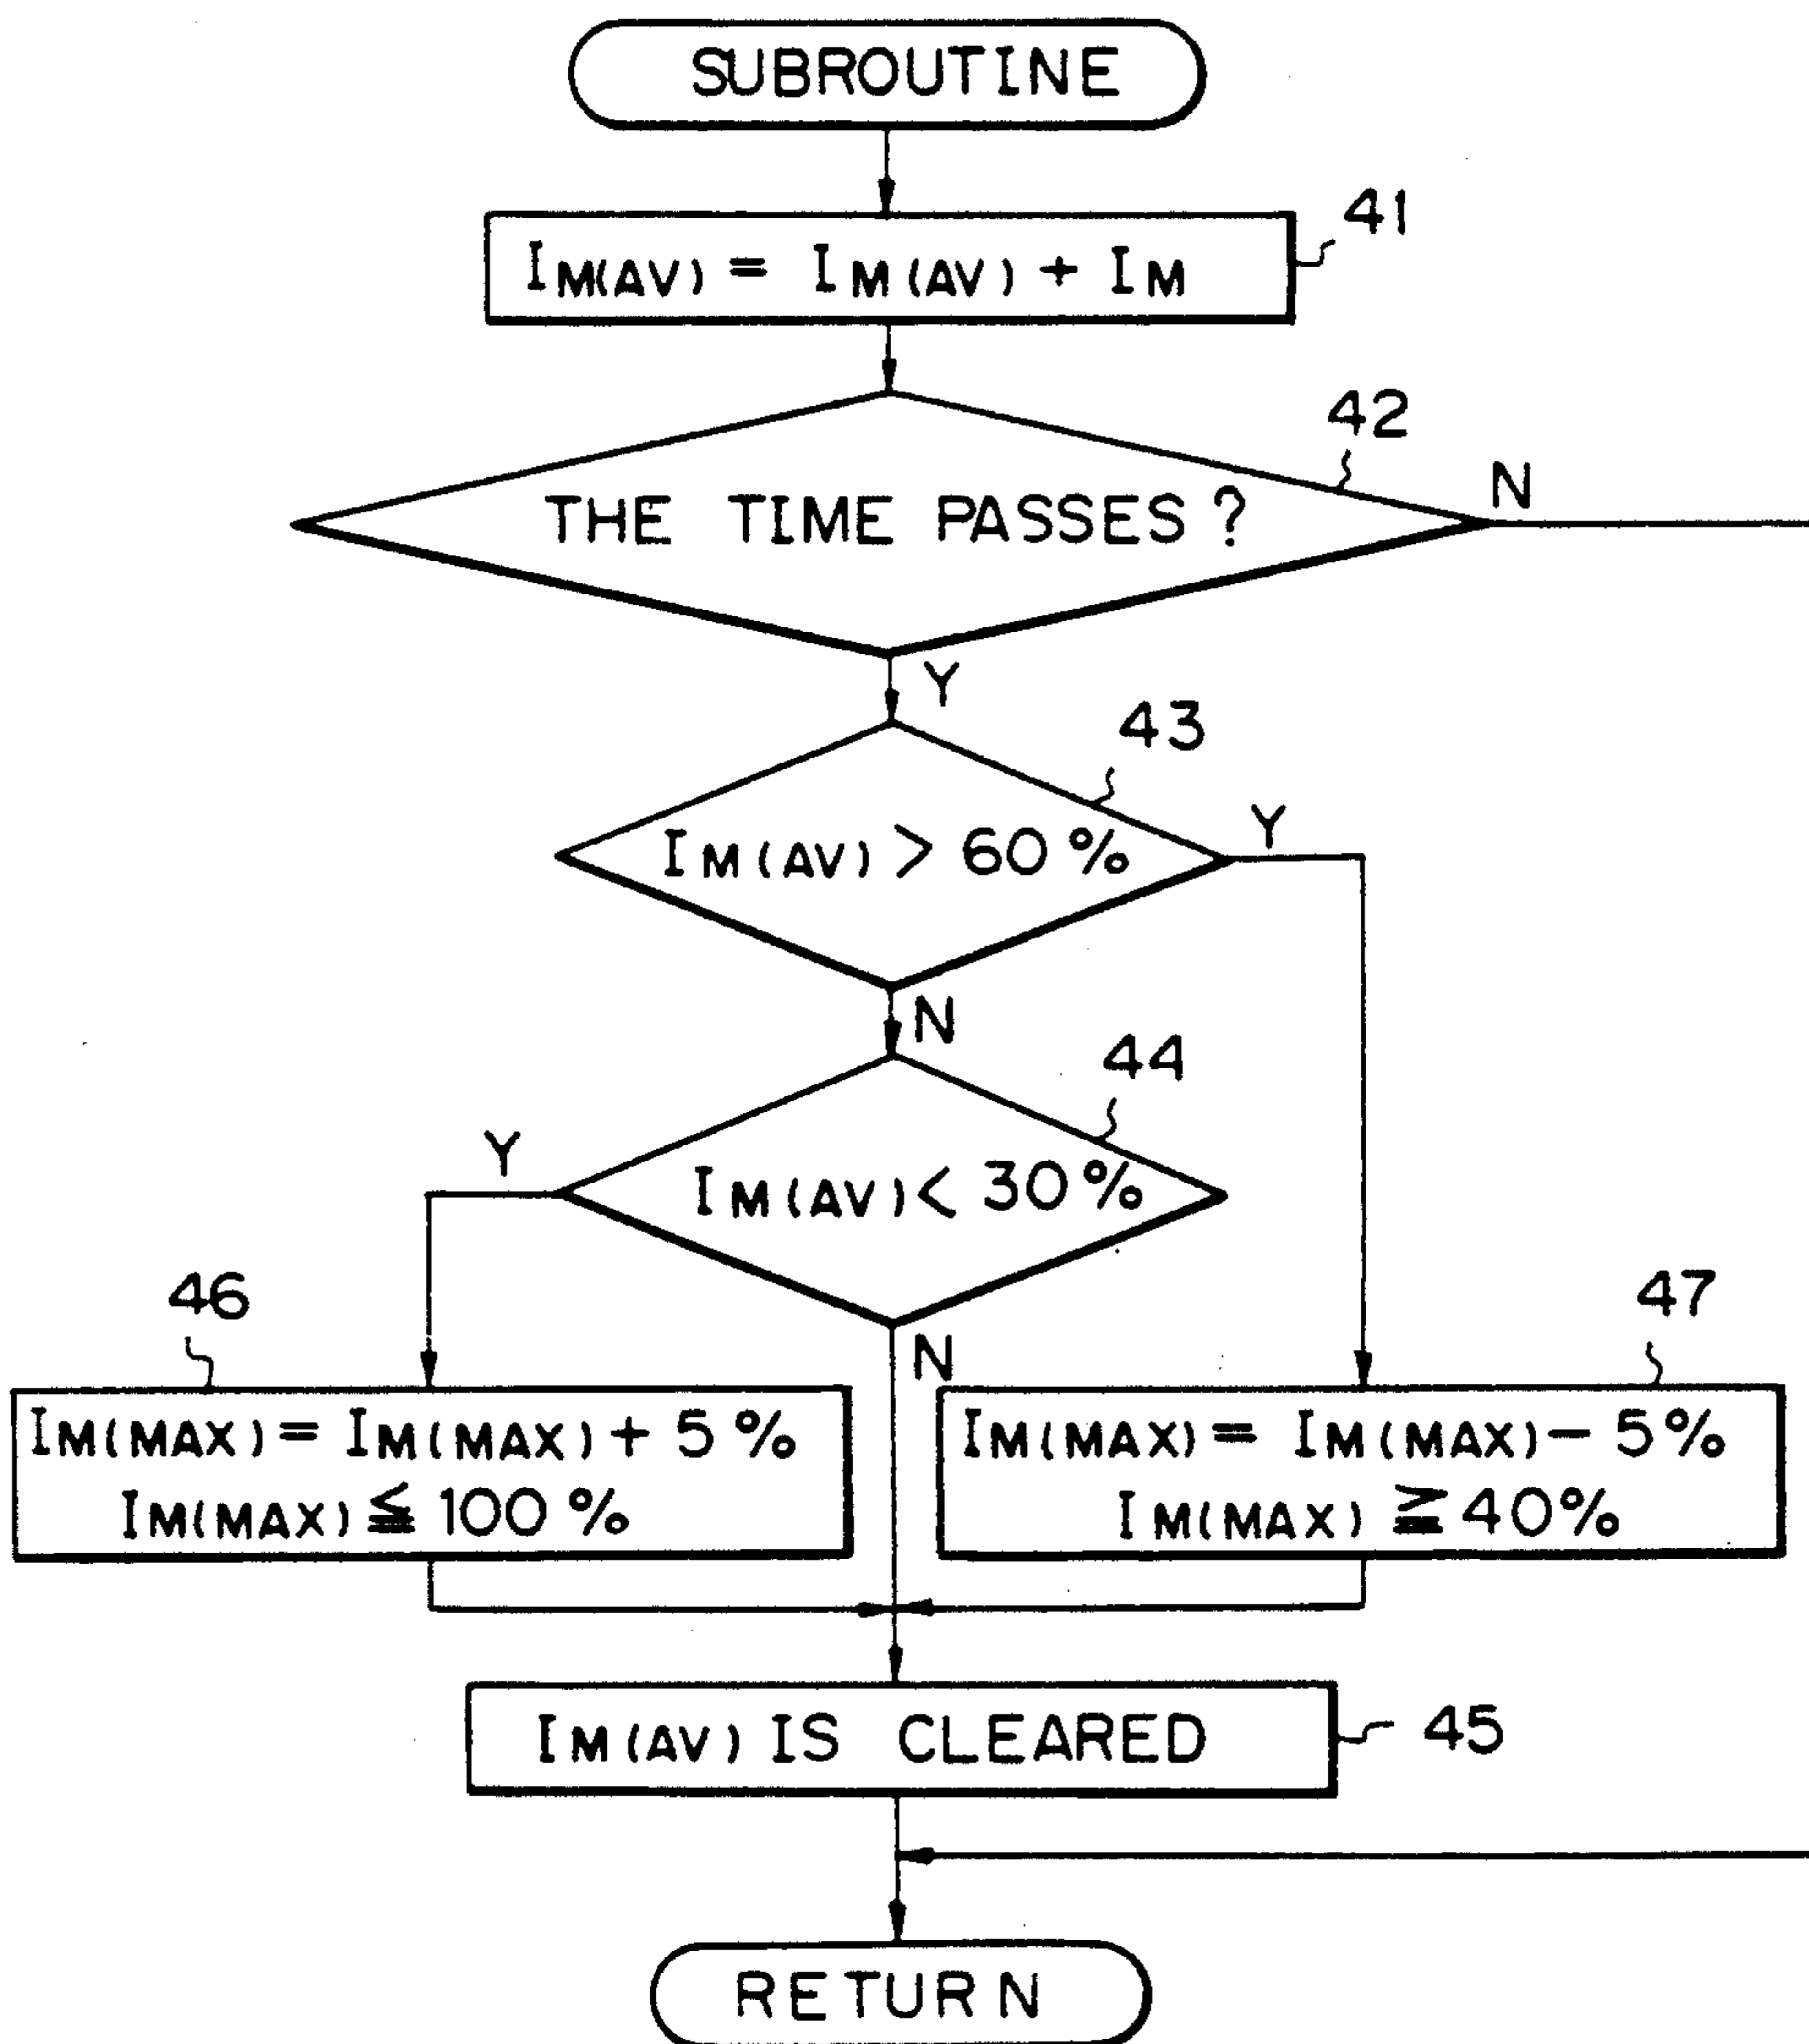 SUBROUTINE
41
IM(AV) = IM(AV) + IM
42
N
THE TIME PASSES ?
Y
43
Y
IM(AV) > 60%
N
44
Y
IM(AV) < 30%
46
47
N
IM(MAX) = IM(MAX) + 5%
IM(MAX) ≦ 100%
IM(MAX) = IM(MAX) − 5%
IM(MAX) ≧ 40%
IM(AV) IS CLEARED
45
RETURN